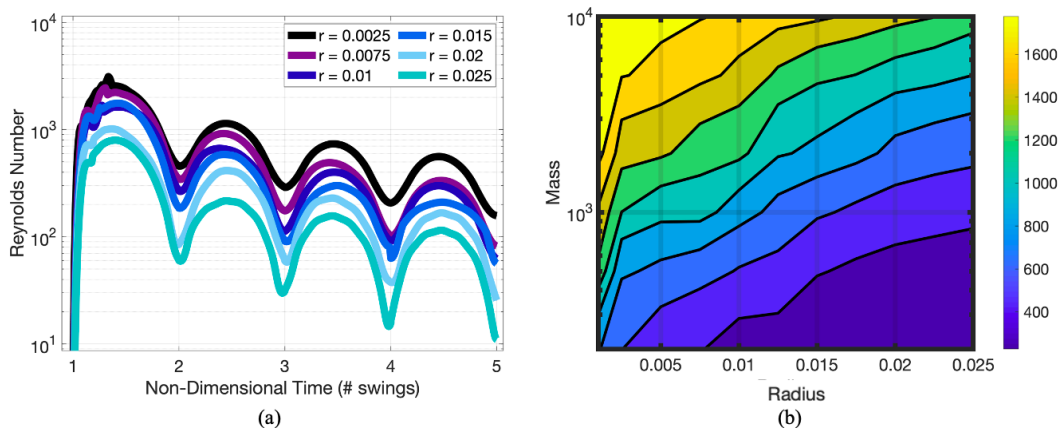 (a)
10^4
10^3
10^2
10^1
Reynolds Number
r = 0.0025
r = 0.0075
r = 0.01
r = 0.015
r = 0.02
r = 0.025
1 2 3 4 5
Non-Dimensional Time (# swings)
(a)
(b)
10^4
10^3
Mass
0.005 0.01 0.015 0.02 0.025
Radius
1600
1400
1200
1000
800
600
400
(b)